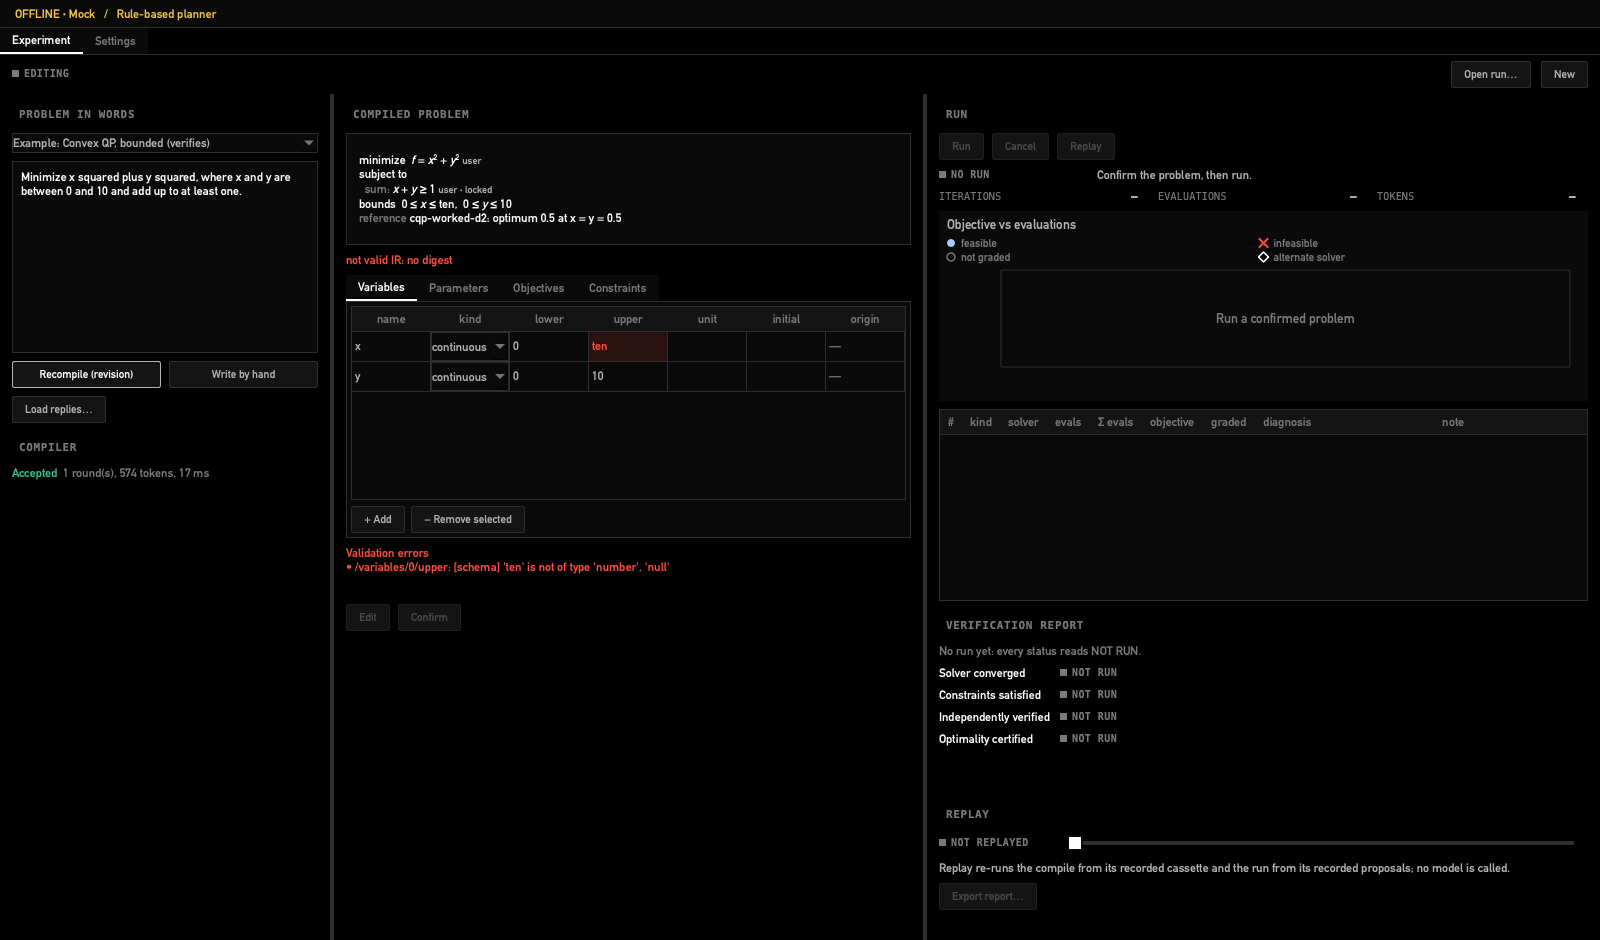 OFFLINE · Mock / Rule-based planner
Experiment Settings
EDITING
Open run... New
PROBLEM IN WORDS
Example: Convex QP, bounded (verifies)
Minimize x squared plus y squared, where x and y are
between 0 and 10 and add up to at least one.
Recompile (revision) Write by hand
Load replies...
COMPILER
Accepted 1 round(s), 574 tokens, 17 ms
COMPILED PROBLEM
minimize f = x² + y² user
subject to
sum: x + y ≥ 1 user · locked
bounds 0 ≤ x ≤ ten, 0 ≤ y ≤ 10
reference cqp-worked-d2: optimum 0.5 at x = y = 0.5
not valid IR: no digest
Variables Parameters Objectives Constraints
name kind lower upper unit initial origin
x continuous 0 ten —
y continuous 0 10 —
+ Add – Remove selected
Validation errors
• /variables/0/upper: [schema] 'ten' is not of type 'number', 'null'
Edit Confirm
RUN
Run Cancel Replay
NO RUN Confirm the problem, then run.
ITERATIONS – EVALUATIONS – TOKENS –
Objective vs evaluations
feasible infeasible
not graded alternate solver
Run a confirmed problem
# kind solver evals Σ evals objective graded diagnosis note
VERIFICATION REPORT
No run yet: every status reads NOT RUN.
Solver converged NOT RUN
Constraints satisfied NOT RUN
Independently verified NOT RUN
Optimality certified NOT RUN
REPLAY
NOT REPLAYED
Replay re-runs the compile from its recorded cassette and the run from its recorded proposals; no model is called.
Export report...